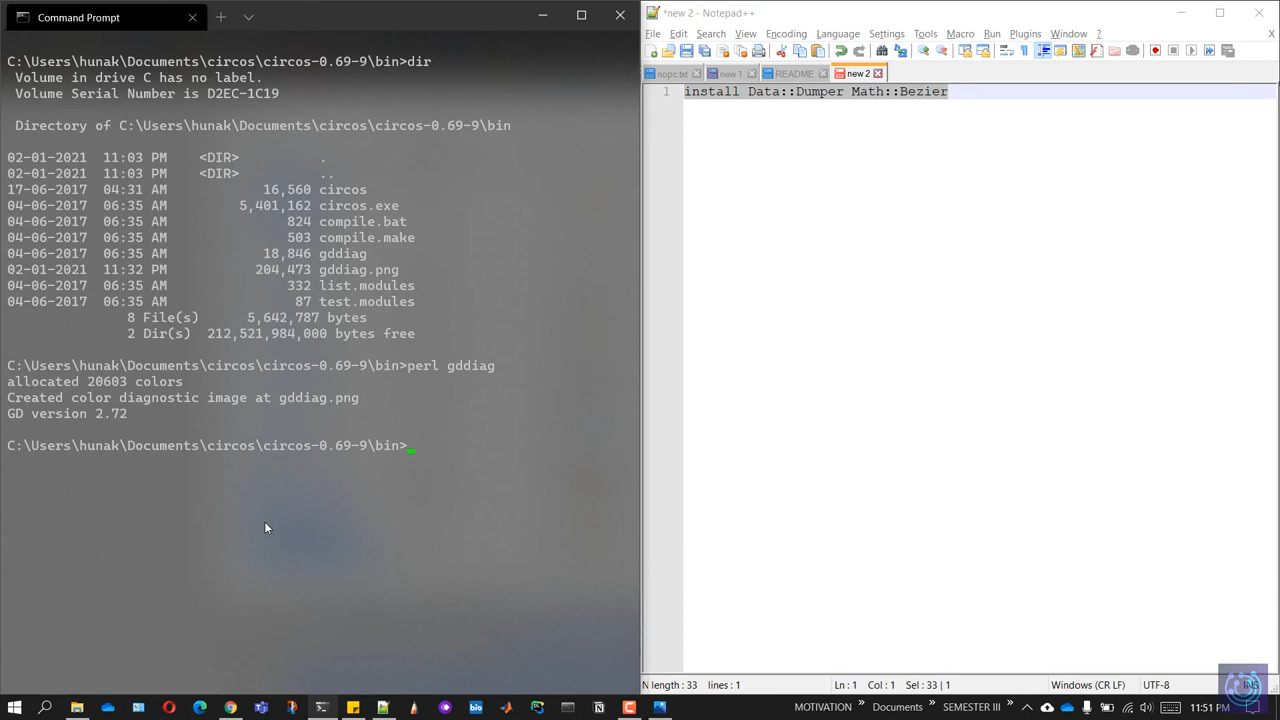 Command Prompt
C:\Users\hunak\Documents\circos\circos-0.69-9\bin>dir
Volume in drive C has no label.
Volume Serial Number is D2EC-1C19
Directory of C:\Users\hunak\Documents\circos\circos-0.69-9\bin
02-01-2021 11:03 PM <DIR> .
02-01-2021 11:03 PM <DIR> ..
17-06-2017 04:31 AM 16,560 circos
04-06-2017 06:35 AM 5,401,162 circos.exe
04-06-2017 06:35 AM 824 compile.bat
04-06-2017 06:35 AM 503 compile.make
04-06-2017 06:35 AM 18,846 gddiag
02-01-2021 11:32 PM 204,473 gddiag.png
04-06-2017 06:35 AM 332 list.modules
04-06-2017 06:35 AM 87 test.modules
8 File(s) 5,642,787 bytes
2 Dir(s) 212,521,984,000 bytes free
C:\Users\hunak\Documents\circos\circos-0.69-9\bin>perl gddiag
allocated 20603 colors
Created color diagnostic image at gddiag.png
GD version 2.72
C:\Users\hunak\Documents\circos\circos-0.69-9\bin>
*new 2 - Notepad++
File Edit Search View Encoding Language Settings Tools Macro Run Plugins Window ? X
nopc.txt new 1 README new 2
1 install Data::Dumper Math::Bezier
N length : 33 lines : 1 Ln : 1 Col : 1 Sel : 33 | 1 Windows (CR LF) UTF-8 INS
MOTIVATION Documents SEMESTER III 11:51 PM